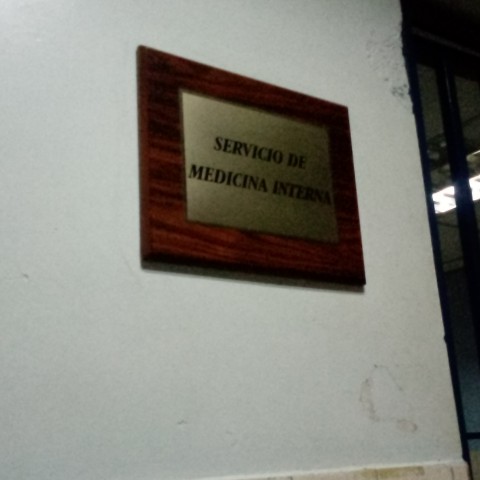 SERVICIO DE
MEDICINA INTERNA